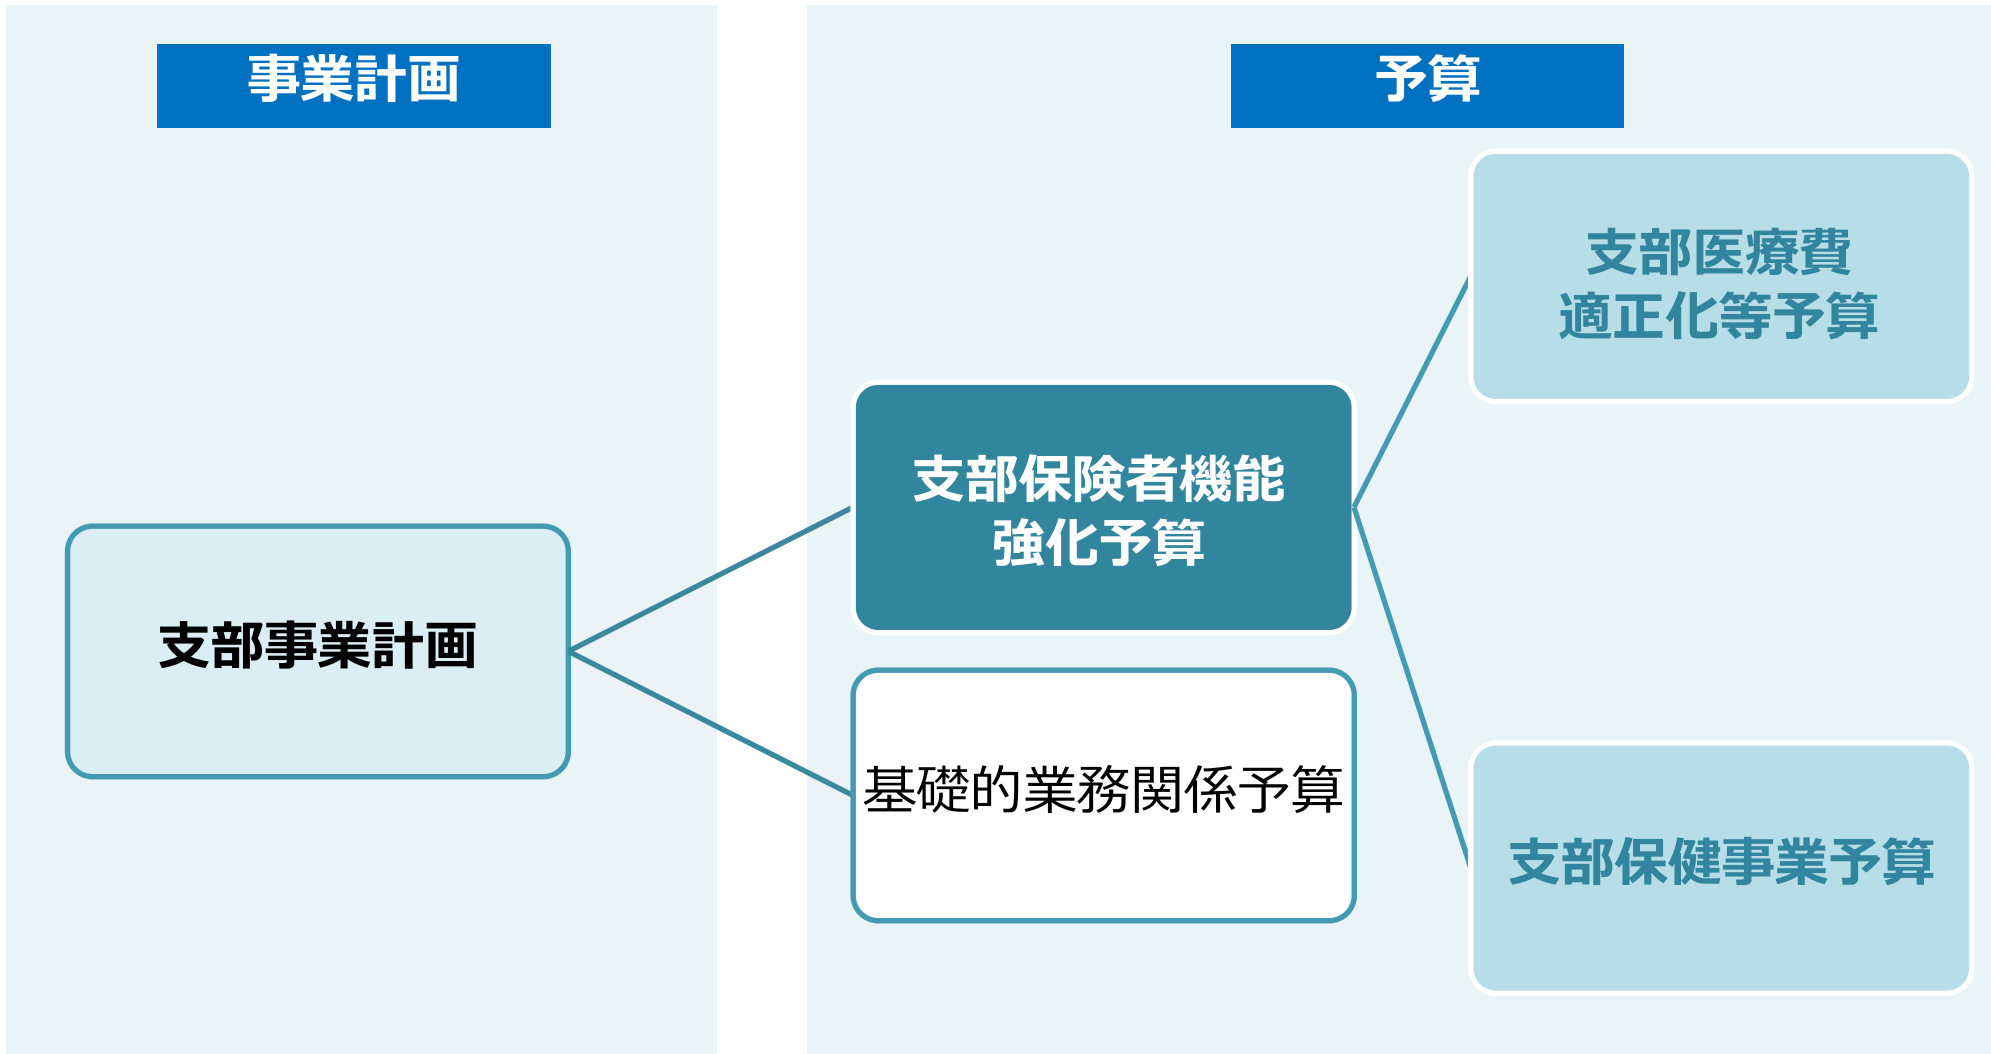 事業計画
予算
支部事業計画
支部保険者機能
強化予算
基礎的業務関係予算
支部医療費
適正化等予算
支部保健事業予算